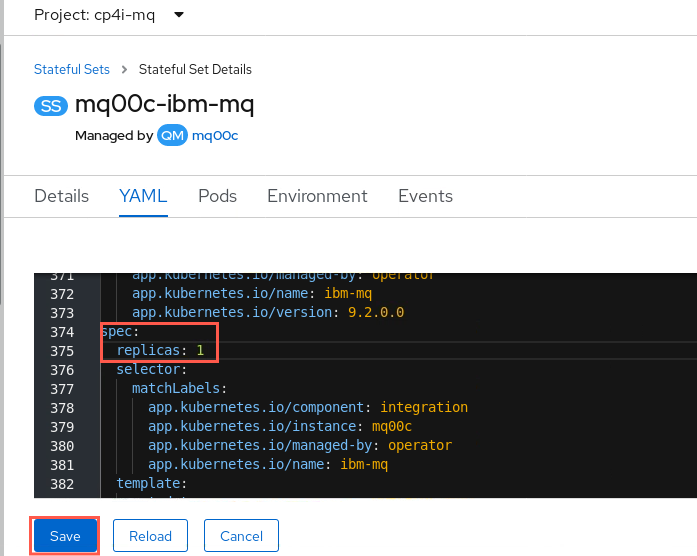 Project: cp4i-mq
Stateful Sets > Stateful Set Details
SS mq00c-ibm-mq
Managed by QM mq00c
Details YAML Pods Environment Events
371 app.kubernetes.io/managed-by: operator
372 app.kubernetes.io/name: ibm-mq
373 app.kubernetes.io/version: 9.2.0.0
374 spec:
375 replicas: 1
376 selector:
377 matchLabels:
378 app.kubernetes.io/component: integration
379 app.kubernetes.io/instance: mq00c
380 app.kubernetes.io/managed-by: operator
381 app.kubernetes.io/name: ibm-mq
382 template:
Save Reload Cancel